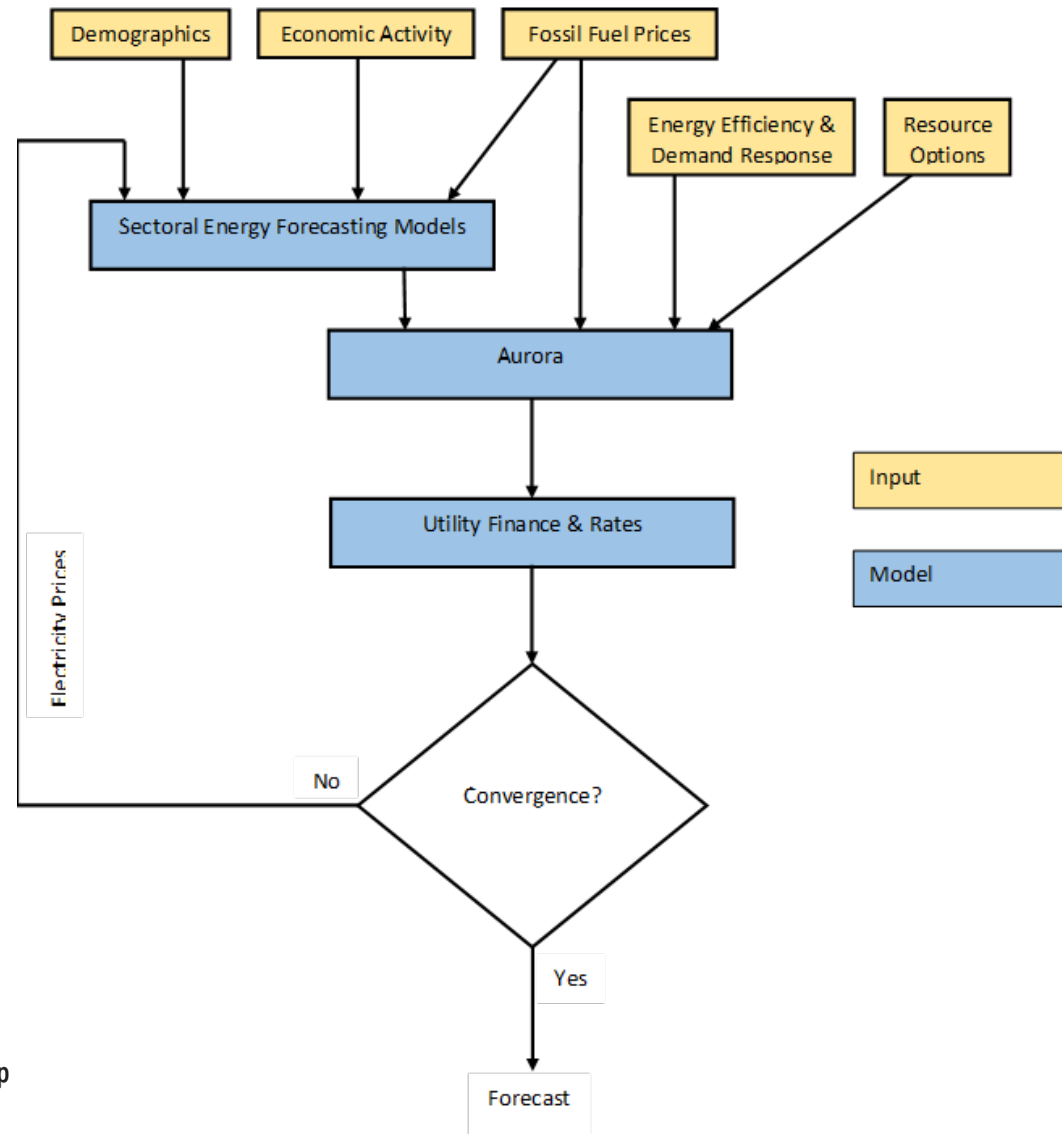 Demographics
Economic Activity
Fossil Fuel Prices
Energy Efficiency &
Demand Response
Resource
Options
Sectoral Energy Forecasting Models
Aurora
Input
Utility Finance & Rates
Model
Electricity Prices
No
Convergence?
Yes
p
Forecast